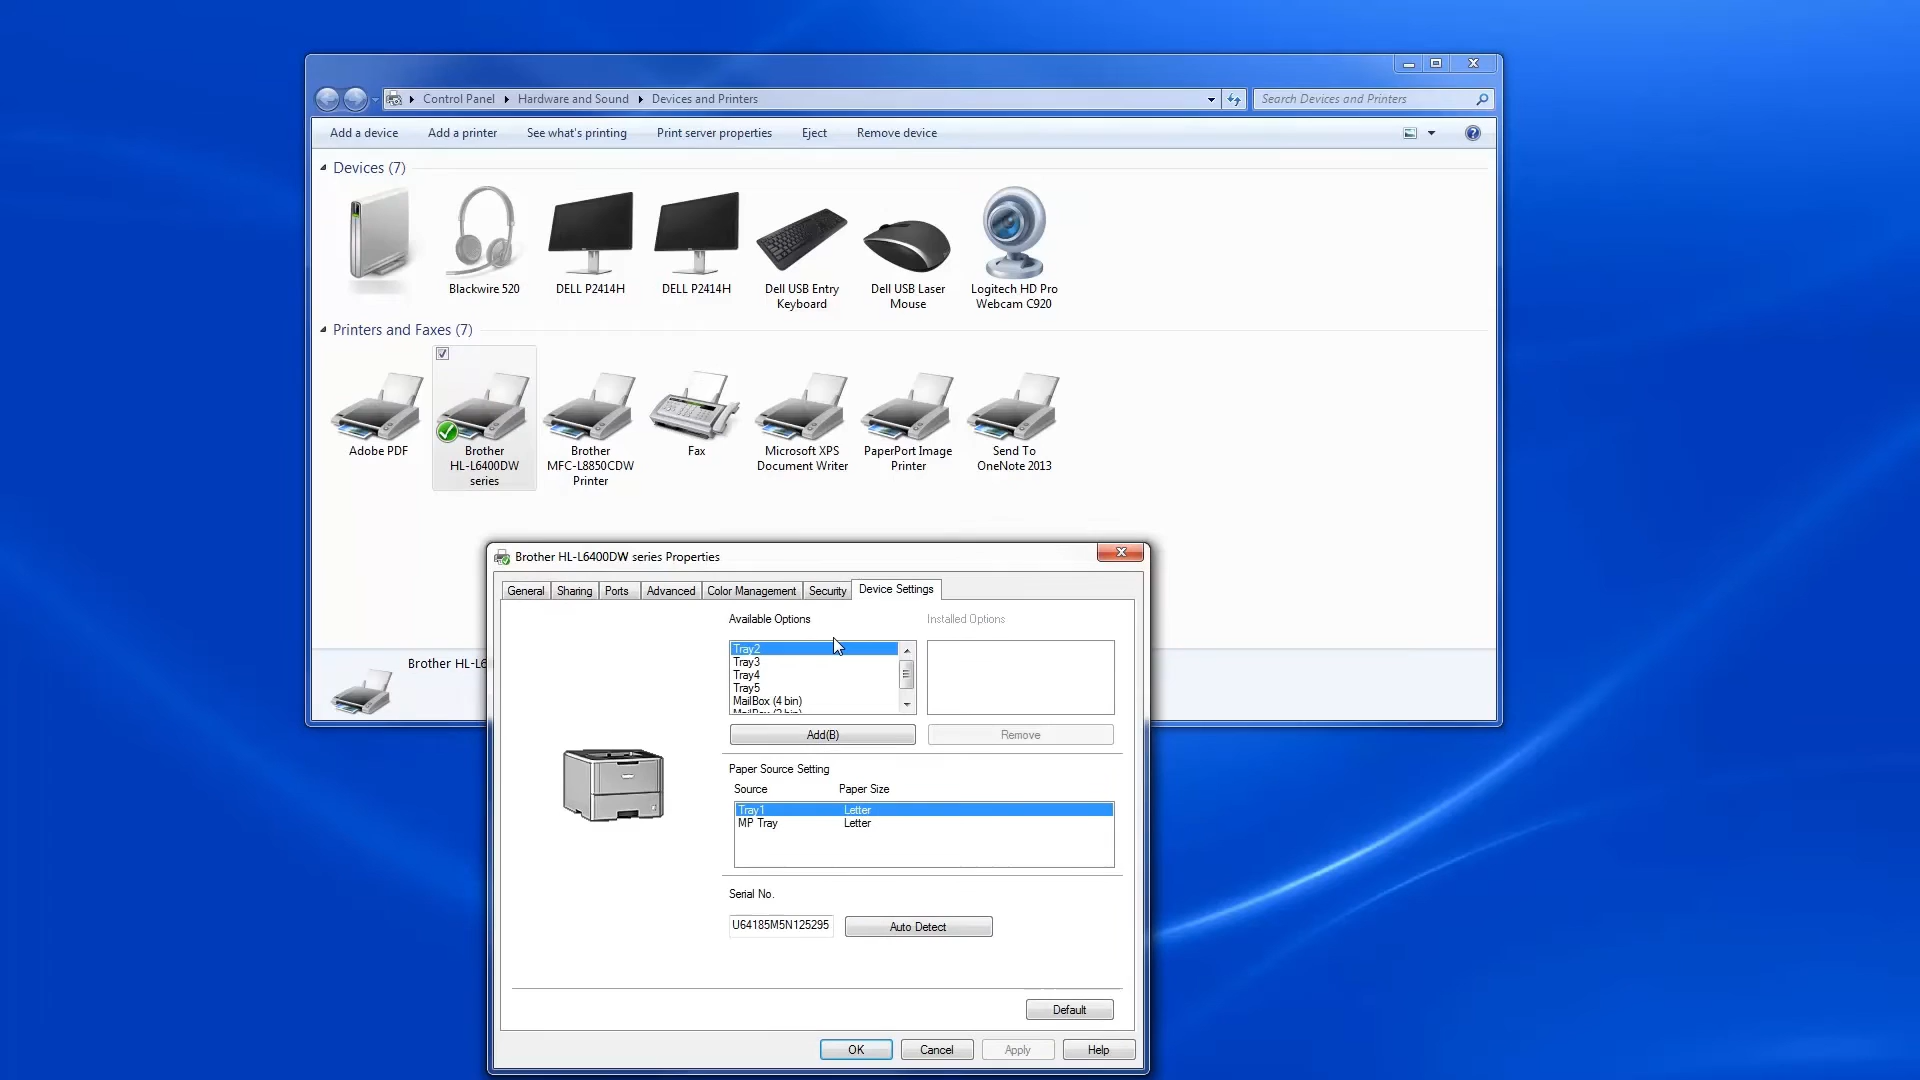 Control Panel Hardware and Sound Devices and Printers
Search Devices and Printers
Add a device Add a printer See what's printing Print server properties Eject Remove device
Devices (7)
Blackwire 520
DELL P2414H
DELL P2414H
Dell USB Entry
Keyboard
Dell USB Laser
Mouse
Logitech HD Pro
Webcam C920
Printers and Faxes (7)
Adobe PDF
Brother
HL-L6400DW
series
Brother
MFC-L8850CDW
Printer
Fax
Microsoft XPS
Document Writer
PaperPort Image
Printer
Send To
OneNote 2013
Brother HL-L6
Brother HL-L6400DW series Properties
General Sharing Ports Advanced Color Management Security Device Settings
Available Options Installed Options
Tray2
Tray3
Tray4
Tray5
MailBox (4 bin)
Add(B) Remove
Paper Source Setting
Source Paper Size
Tray1 Letter
MP Tray Letter
Serial No.
U64185M5N125295 Auto Detect
Default
OK Cancel Apply Help